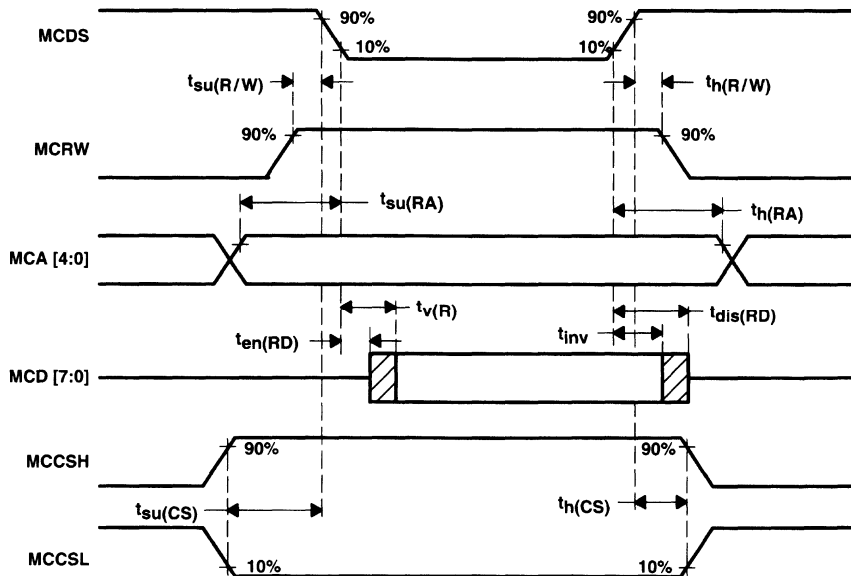 90%
90%
MCDS
10%
10%
tsu(R/W)
th(R/W)
90%
90%
MCRW
tsu(RA)
th(RA)
MCA [4:0]
tv(R)
tdis(RD)
ten(RD)
tinv
MCD [7:0]
90%
90%
MCCSH
tsu(CS)
th(CS)
MCCSL
10%
10%